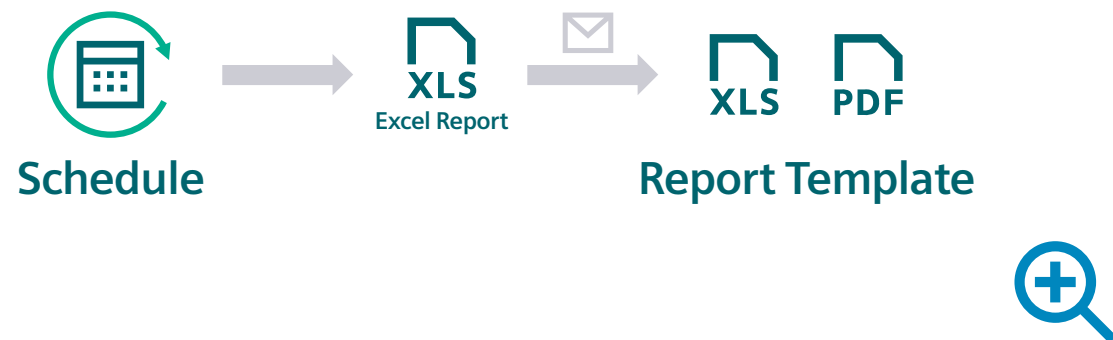 XLS
Excel Report
XLS PDF
Schedule
Report Template